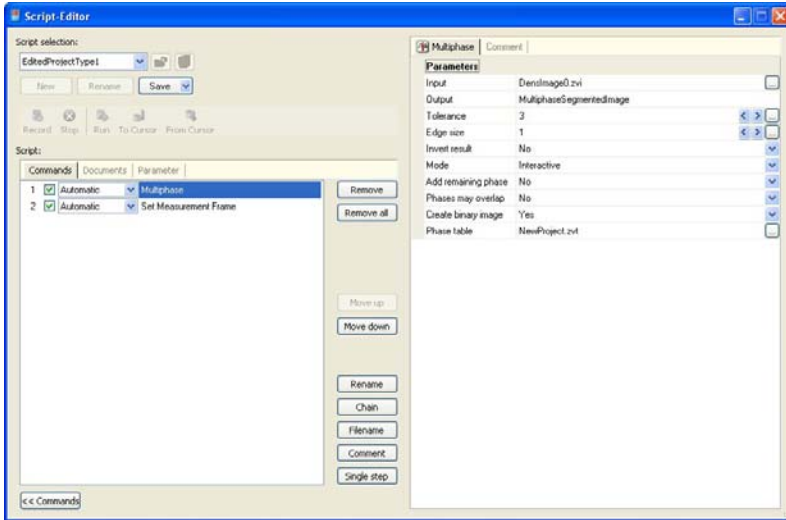 Script-Editor
Script selection:
EditedProjectType1
New Rename Save
Record Stop Run To Cursor From Cursor
Script:
Commands Documents Parameter
1 Automatic Multiphase
2 Automatic Set Measurement Frame
Remove
Remove all
Move up
Move down
Rename
Chain
Filename
Comment
Single step
<< Commands
Multiphase Comment
Parameters
Input DensImage0.zvi
Output MultiphaseSegmentedImage
Tolerance 3
Edge size 1
Invert result No
Mode Interactive
Add remaining phase No
Phases may overlap No
Create binary image Yes
Phase table NewProject.zvt